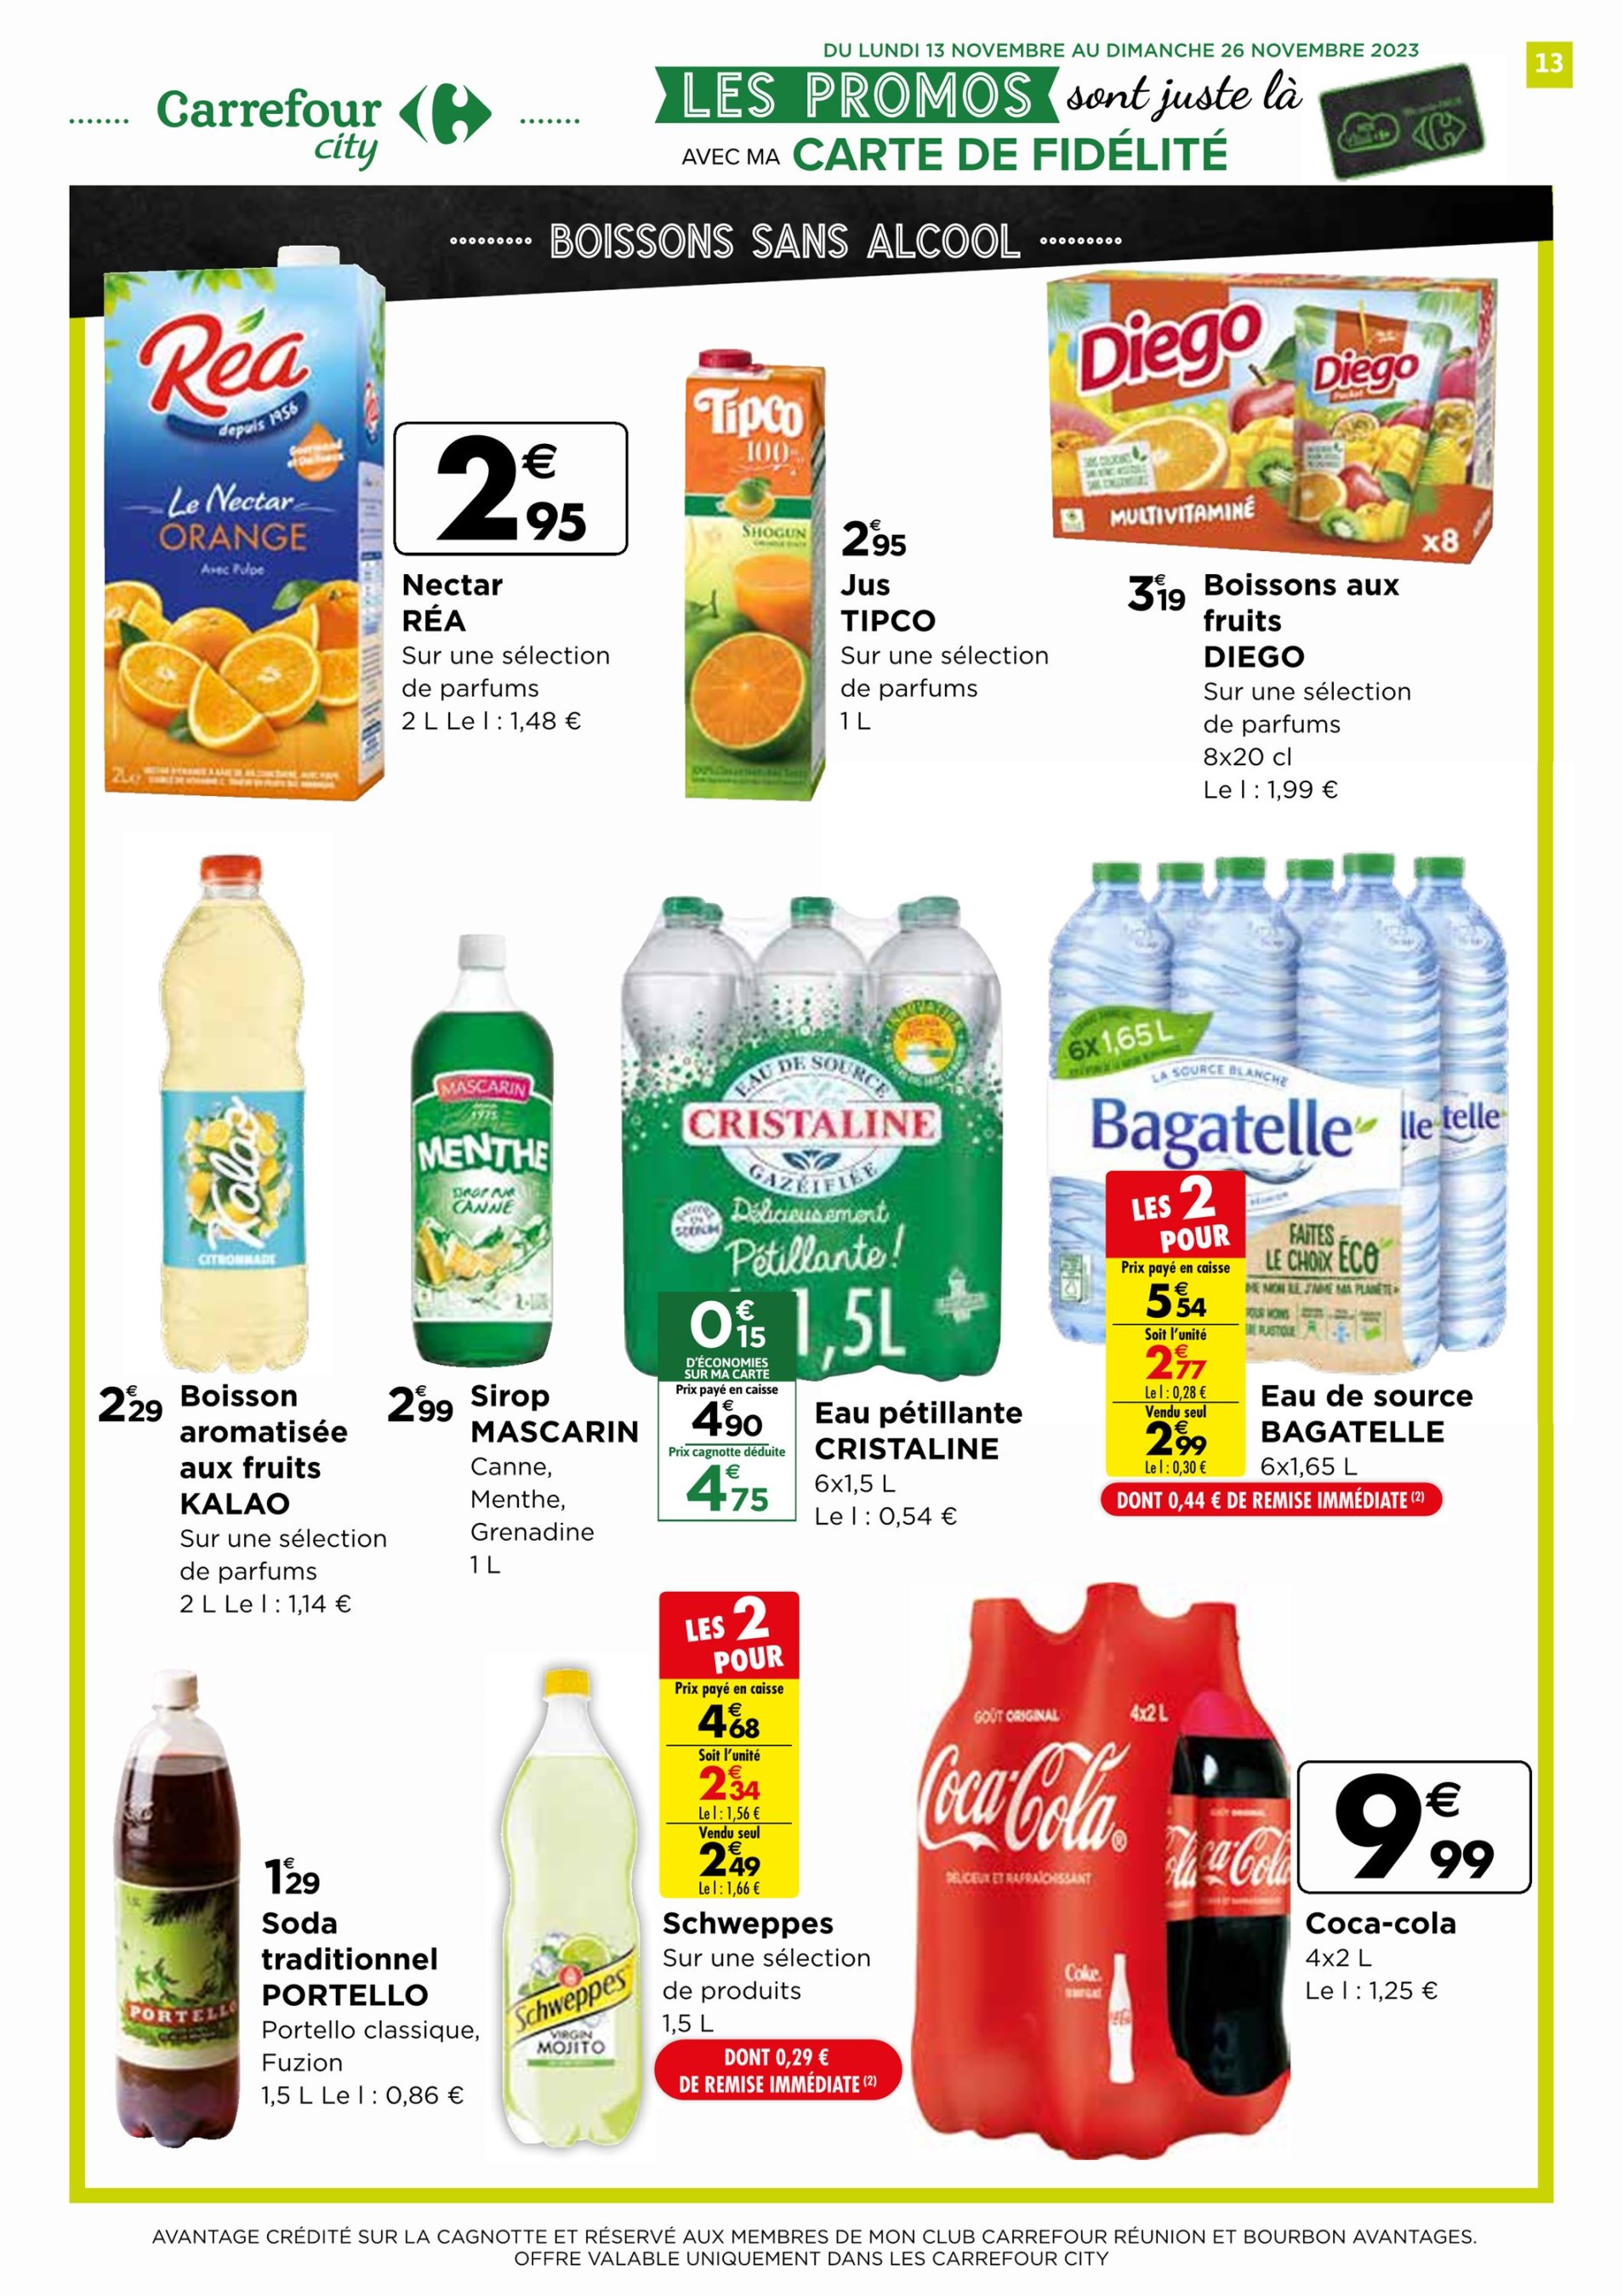 DU LUNDI 13 NOVEMBRE AU DIMANCHE 26 NOVEMBRE 2023
13
Carrefour
city
LES PROMOS sont juste là
AVEC MA CARTE DE FIDÉLITÉ
BOISSONS SANS ALCOOL
Réa
depuis 1956
Gourmand
Le Nectar
ORANGE
Avec Pulpe
2L e
2€95
Nectar
RÉA
Sur une sélection
de parfums
2 L Le l : 1,48 €
Tipco
100%
SHOGUN
2€95
Jus
TIPCO
Sur une sélection
de parfums
1 L
Diego
Diego
Pocket
MULTIVITAMINÉ
x8
3€19
Boissons aux
fruits
DIEGO
Sur une sélection
de parfums
8x20 cl
Le l : 1,99 €
Kalao
CITRONNADE
2€29
Boisson
aromatisée
aux fruits
KALAO
Sur une sélection
de parfums
2 L Le l : 1,14 €
MASCARIN
1975
MENTHE
SIROP PUR
CANNE
2€99
Sirop
MASCARIN
Canne,
Menthe,
Grenadine
1 L
EAU DE SOURCE
CRISTALINE
GAZÉIFIÉE
Délicieusement
Pétillante !
1,5L
0€15
D'ÉCONOMIES
SUR MA CARTE
Prix payé en caisse
4€90
Prix cagnotte déduite
4€75
Eau pétillante
CRISTALINE
6x1,5 L
Le l : 0,54 €
6x1,65 L
LA SOURCE BLANCHE
Bagatelle
lle
telle
FAITES
LE CHOIX ÉCO
LES 2
POUR
Prix payé en caisse
5€54
Soit l'unité
2€77
Le l : 0,28 €
Vendu seul
2€99
Le l : 0,30 €
Eau de source
BAGATELLE
6x1,65 L
DONT 0,44 € DE REMISE IMMÉDIATE (2)
PORTELLO
1€29
Soda
traditionnel
PORTELLO
Portello classique,
Fuzion
1,5 L Le l : 0,86 €
Schweppes
VIRGIN
MOJITO
LES 2
POUR
Prix payé en caisse
4€68
Soit l'unité
2€34
Le l : 1,56 €
Vendu seul
2€49
Le l : 1,66 €
Schweppes
Sur une sélection
de produits
1,5 L
DONT 0,29 €
DE REMISE IMMÉDIATE (2)
GOÛT ORIGINAL
4x2 L
Coca-Cola®
DÉLICIEUX ET RAFRAÎCHISSANT
Coke
9€99
Coca-cola
4x2 L
Le l : 1,25 €
AVANTAGE CRÉDITÉ SUR LA CAGNOTTE ET RÉSERVÉ AUX MEMBRES DE MON CLUB CARREFOUR RÉUNION ET BOURBON AVANTAGES.
OFFRE VALABLE UNIQUEMENT DANS LES CARREFOUR CITY